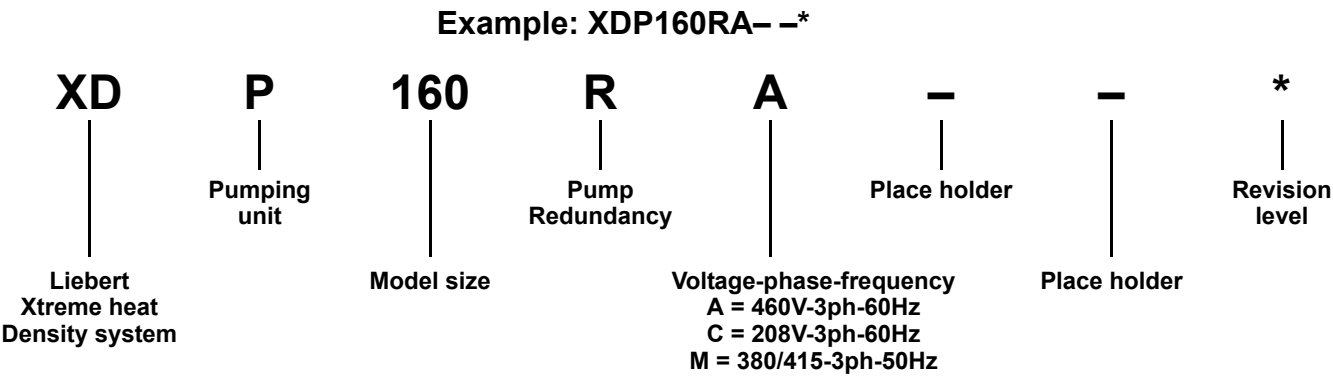 Example: XDP160RA– –*
XD P 160 R A – – *
Pumping
unit
Pump
Redundancy
Place holder
Revision
level
Liebert
Xtreme heat
Density system
Model size
Voltage-phase-frequency
A = 460V-3ph-60Hz
C = 208V-3ph-60Hz
M = 380/415-3ph-50Hz
Place holder